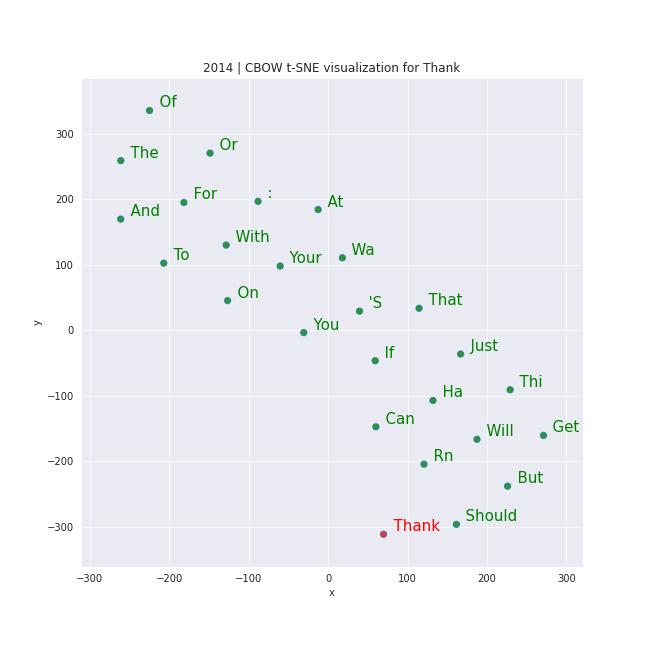 2014 | CBOW t-SNE visualization for Thank
Of
The
Or
For
:
And
At
With
To
Your
Wa
On
'S
That
You
If
Just
Thi
Ha
Can
Will
Get
Rn
But
Should
Thank
300
200
100
0
−100
−200
−300
y
−300 −200 −100 0 100 200 300
x